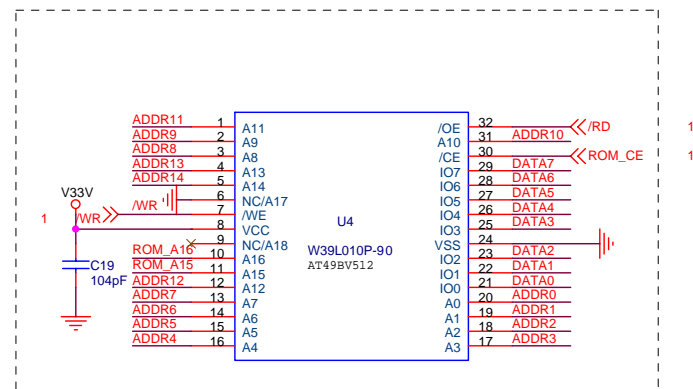 ADDR11 1 A11 /OE 32 /RD 1
ADDR9 2 A9 A10 31 ADDR10
ADDR8 3 A8 /CE 30 ROM_CE 1
ADDR13 4 A13 IO7 29 DATA7
ADDR14 5 A14 IO6 28 DATA6
V33V 6 NC/A17 IO5 27 DATA5
1 /WR /WR 7 /WE IO4 26 DATA4
8 VCC U4 IO3 25 DATA3
9 NC/A18 VSS 24
ROM_A16 10 A16 W39L010P-90 IO2 23 DATA2
C19 ROM_A15 11 A15 AT49BV512 IO1 22 DATA1
104pF ADDR12 12 A12 IO0 21 DATA0
ADDR7 13 A7 A0 20 ADDR0
ADDR6 14 A6 A1 19 ADDR1
ADDR5 15 A5 A2 18 ADDR2
ADDR4 16 A4 A3 17 ADDR3